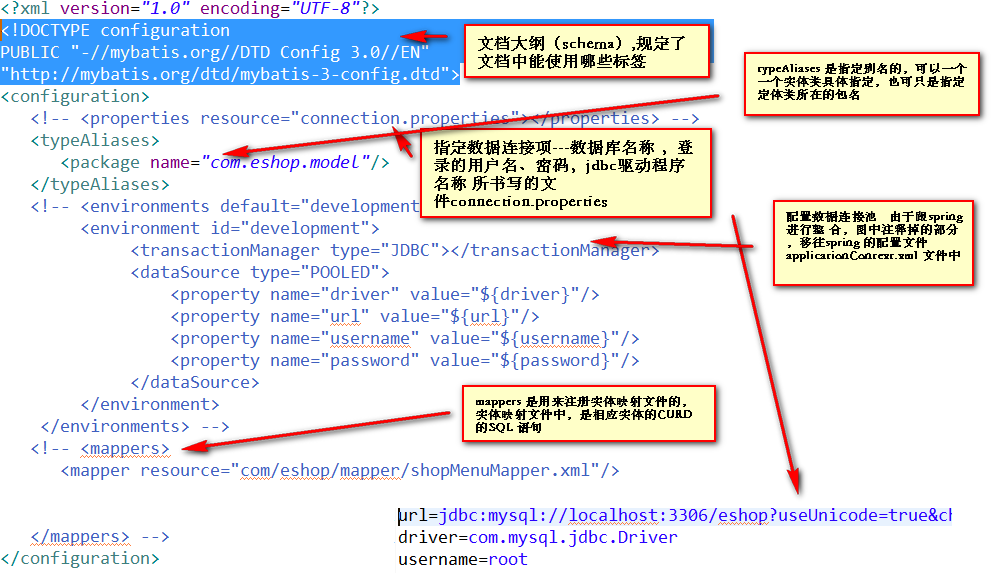 <?xml version="1.0" encoding="UTF-8"?>
<!DOCTYPE configuration
PUBLIC "-//mybatis.org//DTD Config 3.0//EN"
"http://mybatis.org/dtd/mybatis-3-config.dtd">
<configuration>
<!-- <properties resource="connection.properties"></properties> -->
<typeAliases>
<package name="com.eshop.model"/>
</typeAliases>
<!-- <environments default="development
<environment id="development">
<transactionManager type="JDBC"></transactionManager>
<dataSource type="POOLED">
<property name="driver" value="${driver}"/>
<property name="url" value="${url}"/>
<property name="username" value="${username}"/>
<property name="password" value="${password}"/>
</dataSource>
</environment>
</environments> -->
<!-- <mappers>
<mapper resource="com/eshop/mapper/shopMenuMapper.xml"/>
</mappers> -->
</configuration>
文档大纲（schema）,规定了
文档中能使用哪些标签
typeAliases 是指定别名的，可以一个
一个实体类具体指定，也可只是指定
定体类所在的包名
指定数据连接项---数据库名称 ，登
录的用户名、密码，jdbc驱动程序
名称 所书写的文
件connection.properties
配置数据连接池 由于跟spring
进行整 合，图中注释掉的部分
，移往spring 的配置文件
applicationContext.xml 文件中
mappers 是用来注册实体映射文件的，
实体映射文件中，是相应实体的CURD
的SQL 语句
url=jdbc:mysql://localhost:3306/eshop?useUnicode=true&ch
driver=com.mysql.jdbc.Driver
username=root